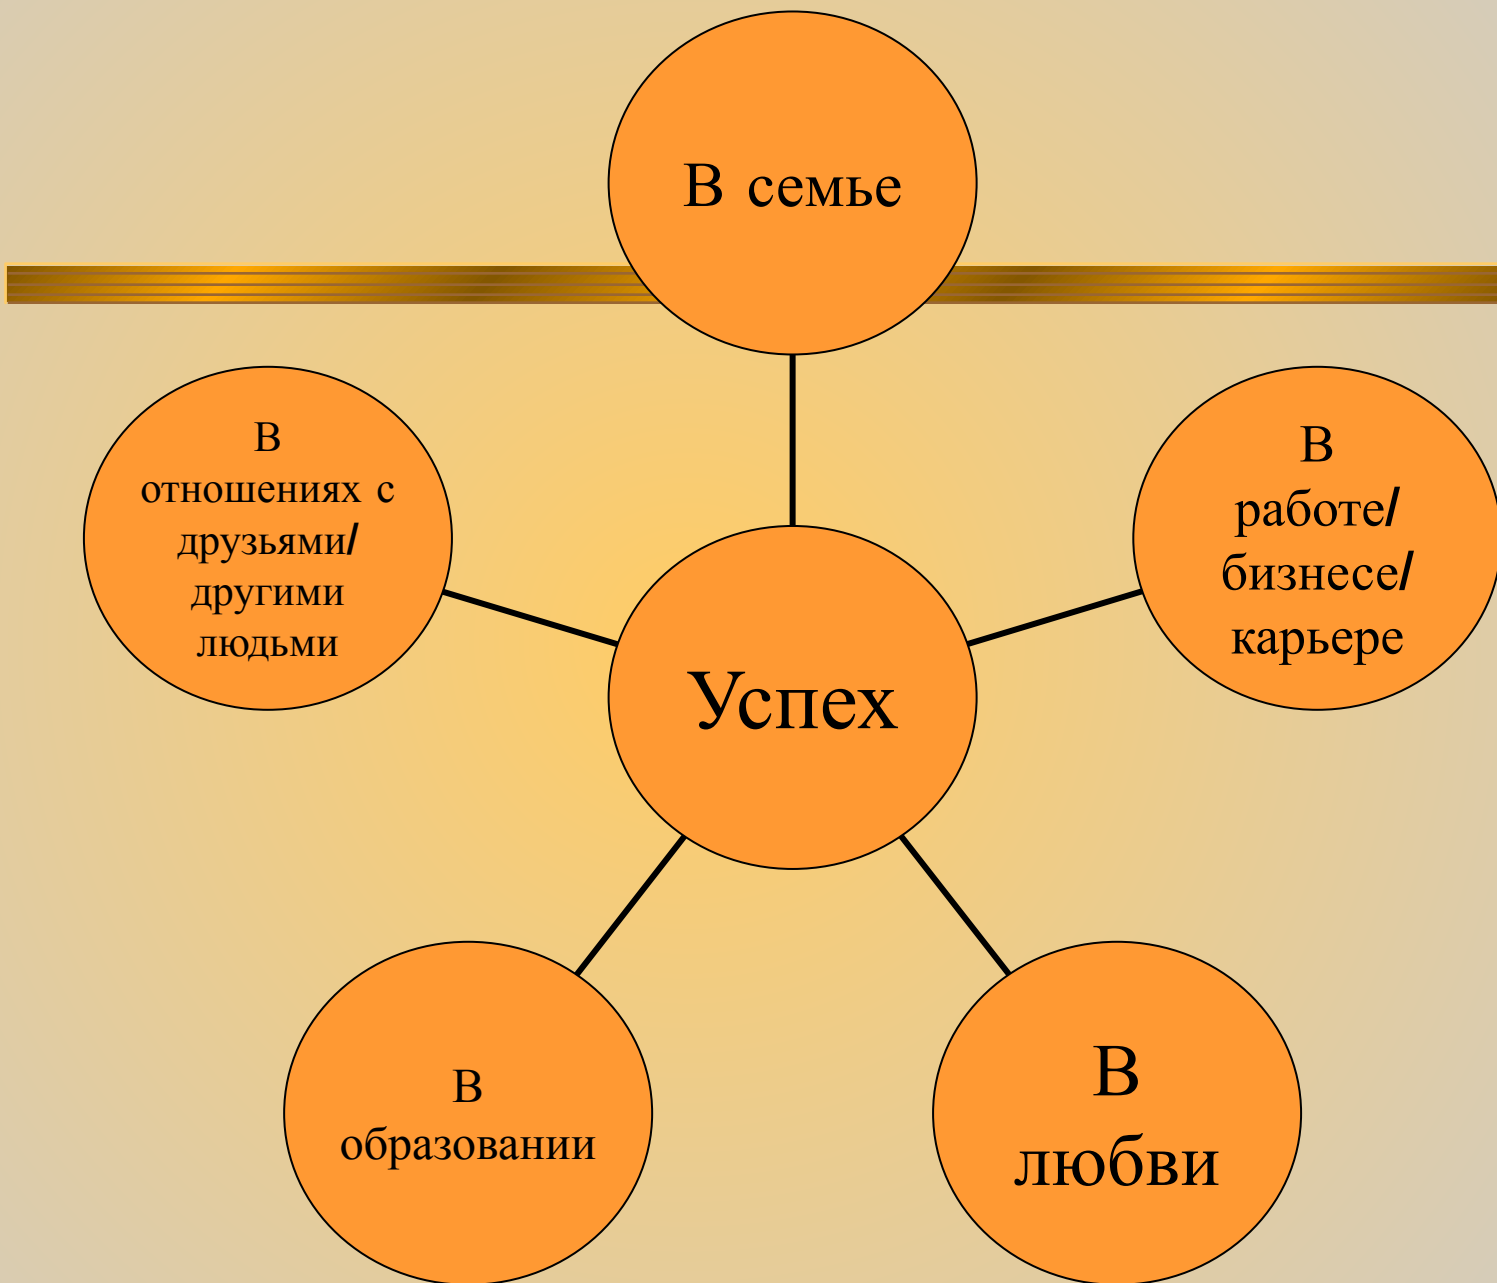 В семье
В
отношениях с
друзьями/
другими
людьми
В
работе/
бизнесе/
карьере
Успех
В
образовании
В
любви